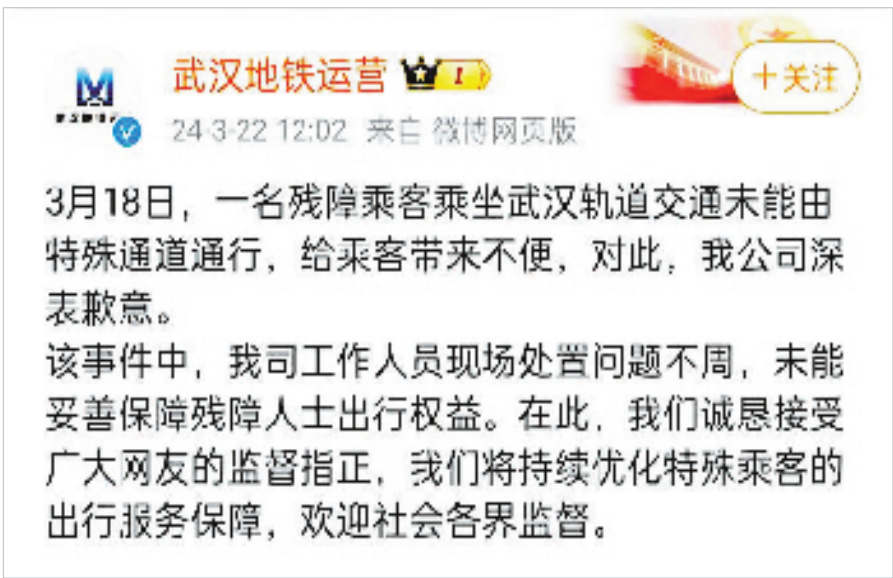 武汉地铁运营
+关注
24-3-22 12:02 来自 微博网页版
3月18日，一名残障乘客乘坐武汉轨道交通未能由
特殊通道通行，给乘客带来不便，对此，我公司深
表歉意。
该事件中，我司工作人员现场处置问题不周，未能
妥善保障残障人士出行权益。在此，我们诚恳接受
广大网友的监督指正，我们将持续优化特殊乘客的
出行服务保障，欢迎社会各界监督。